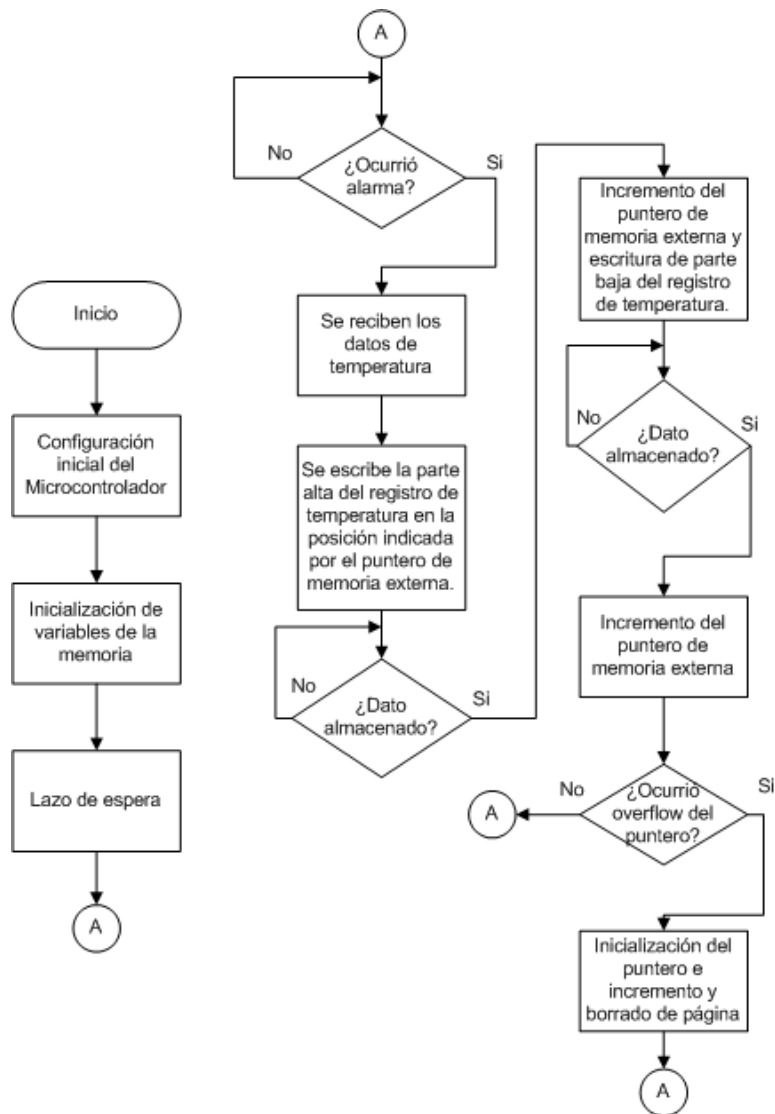 Inicio
Configuración
inicial del
Microcontrolador
Inicialización de
variables de la
memoria
Lazo de espera
A
A
¿Ocurrió
alarma?
No
Si
Se reciben los
datos de
temperatura
Se escribe la parte
alta del registro de
temperatura en la
posición indicada
por el puntero de
memoria externa.
No
¿Dato
almacenado?
Si
Incremento del
puntero de
memoria externa y
escritura de parte
baja del registro
de temperatura.
No
¿Dato
almacenado?
Si
Incremento del
puntero de
memoria externa
No
¿Ocurrió
overflow del
puntero?
Si
A
Inicialización del
puntero e
incremento y
borrado de página
A